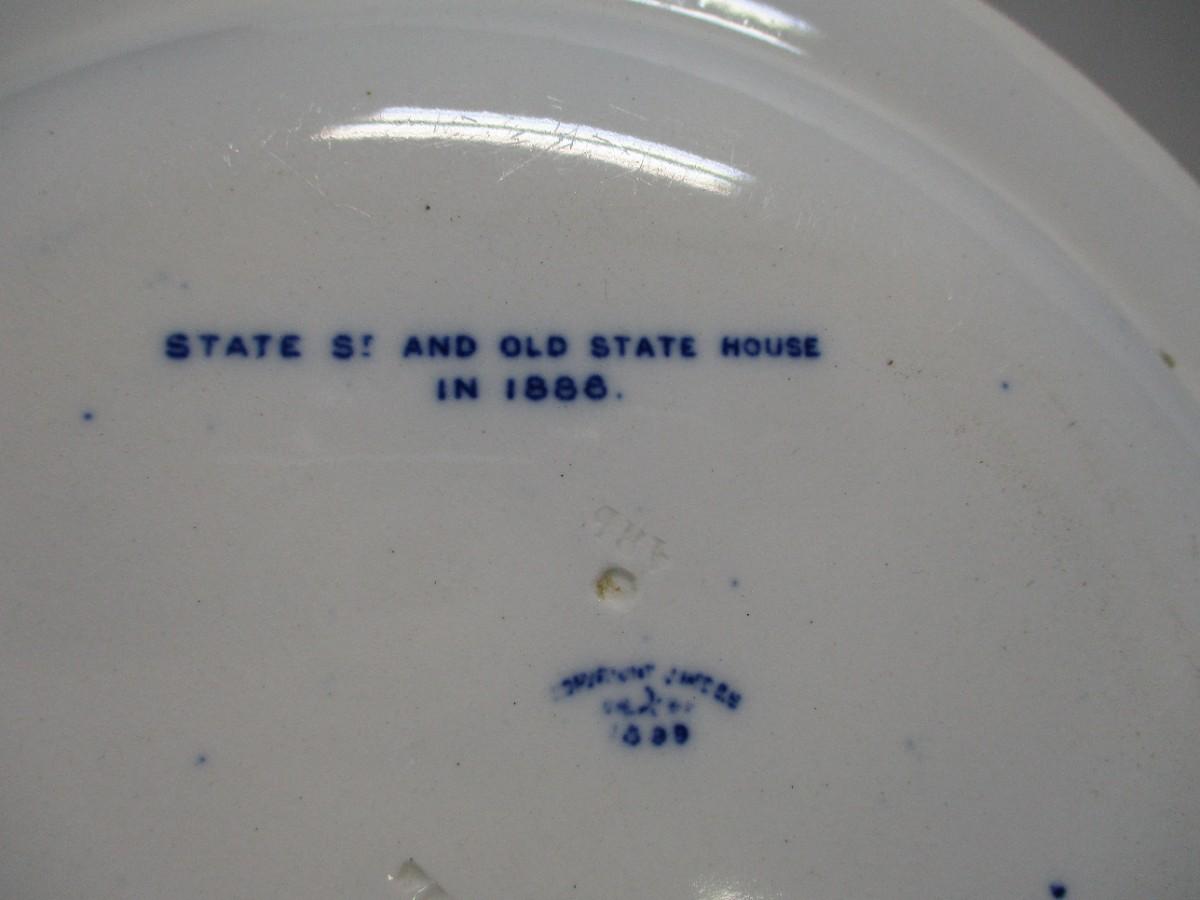 STATE ST AND OLD STATE HOUSE
IN 1888.
1899